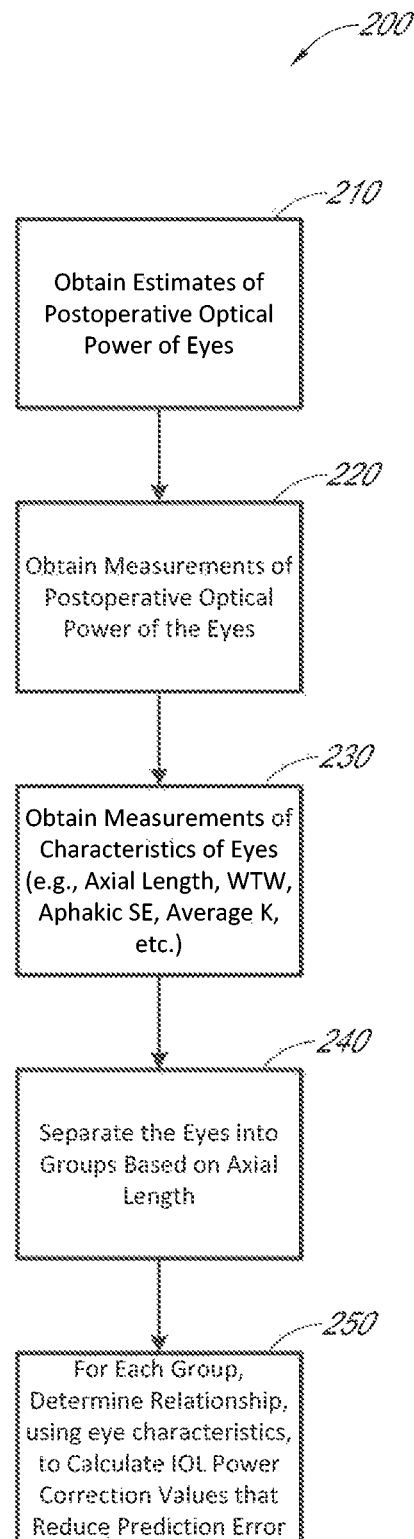 200
210
Obtain Estimates of
Postoperative Optical
Power of Eyes
220
Obtain Measurements of
Postoperative Optical
Power of the Eyes
230
Obtain Measurements of
Characteristics of Eyes
(e.g., Axial Length, WTW,
Aphakic SE, Average K,
etc.)
240
Separate the Eyes into
Groups Based on Axial
Length
250
For Each Group,
Determine Relationship,
using eye characteristics,
to Calculate IOL Power
Correction Values that
Reduce Prediction Error